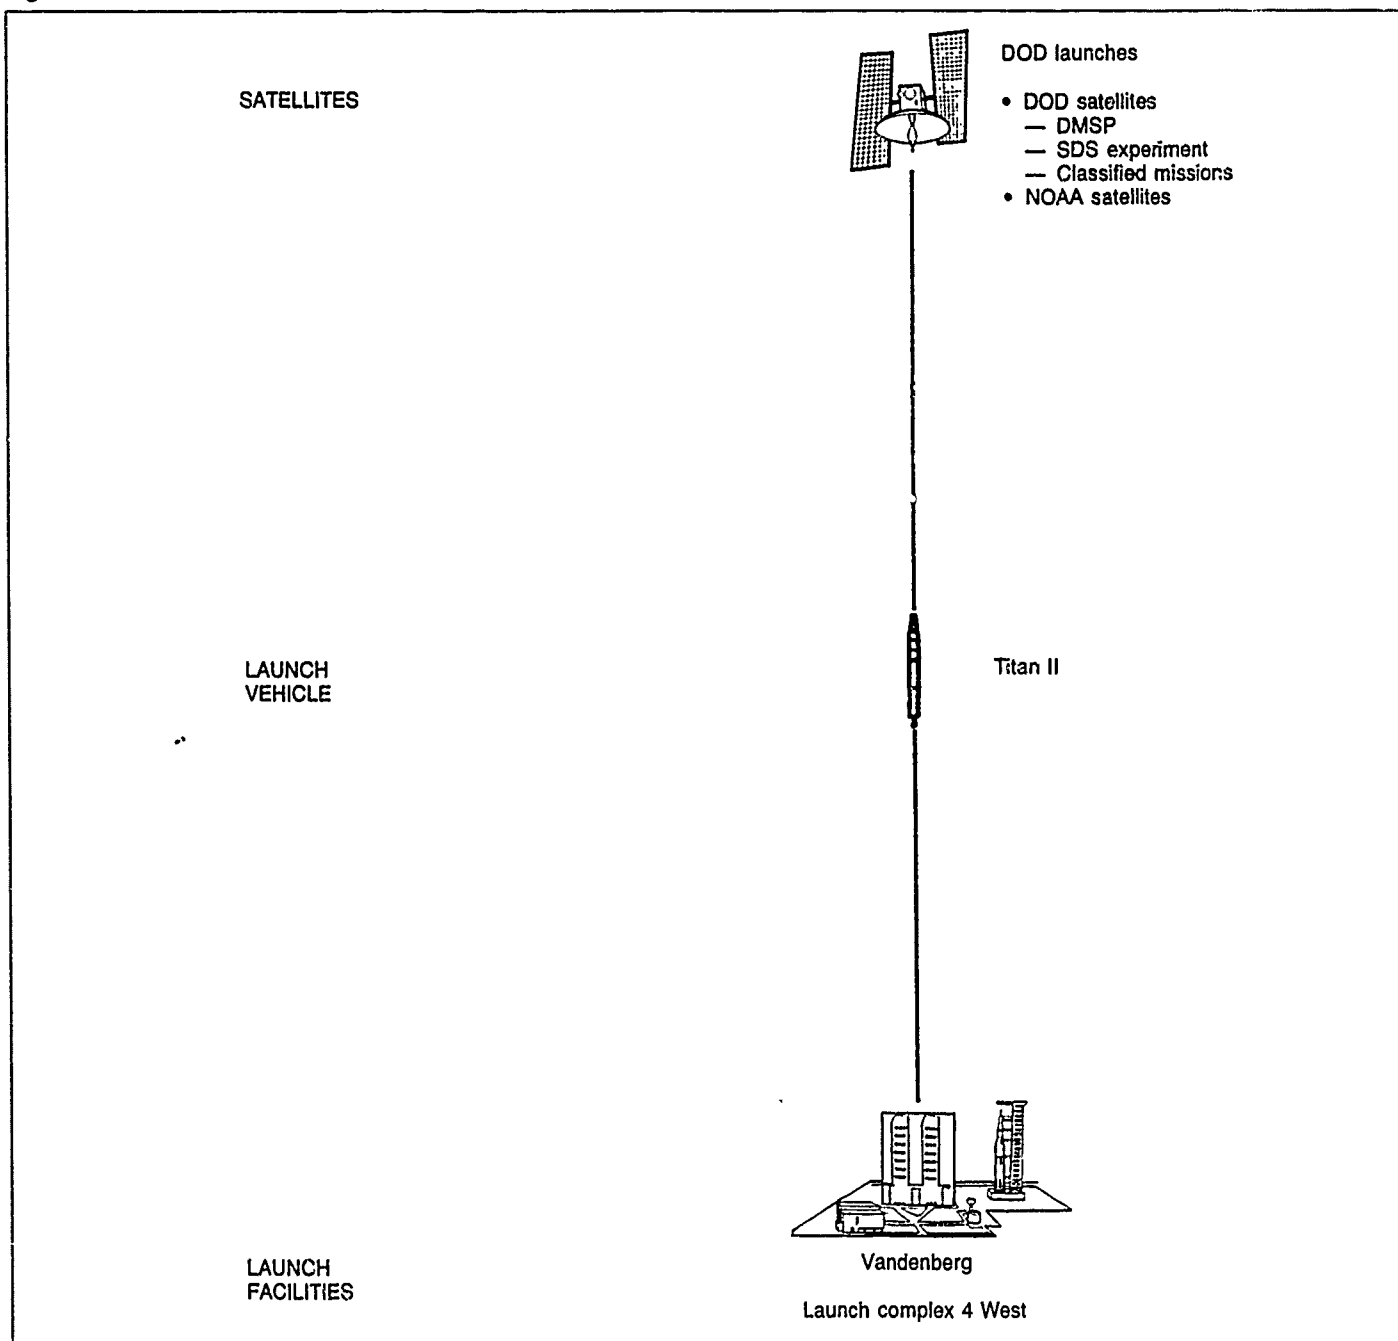 SATELLITES
DOD launches
• DOD satellites
— DMSP
— SDS experiment
— Classified missions
• NOAA satellites
LAUNCH
VEHICLE
Titan II
Vandenberg
LAUNCH
FACILITIES
Launch complex 4 West